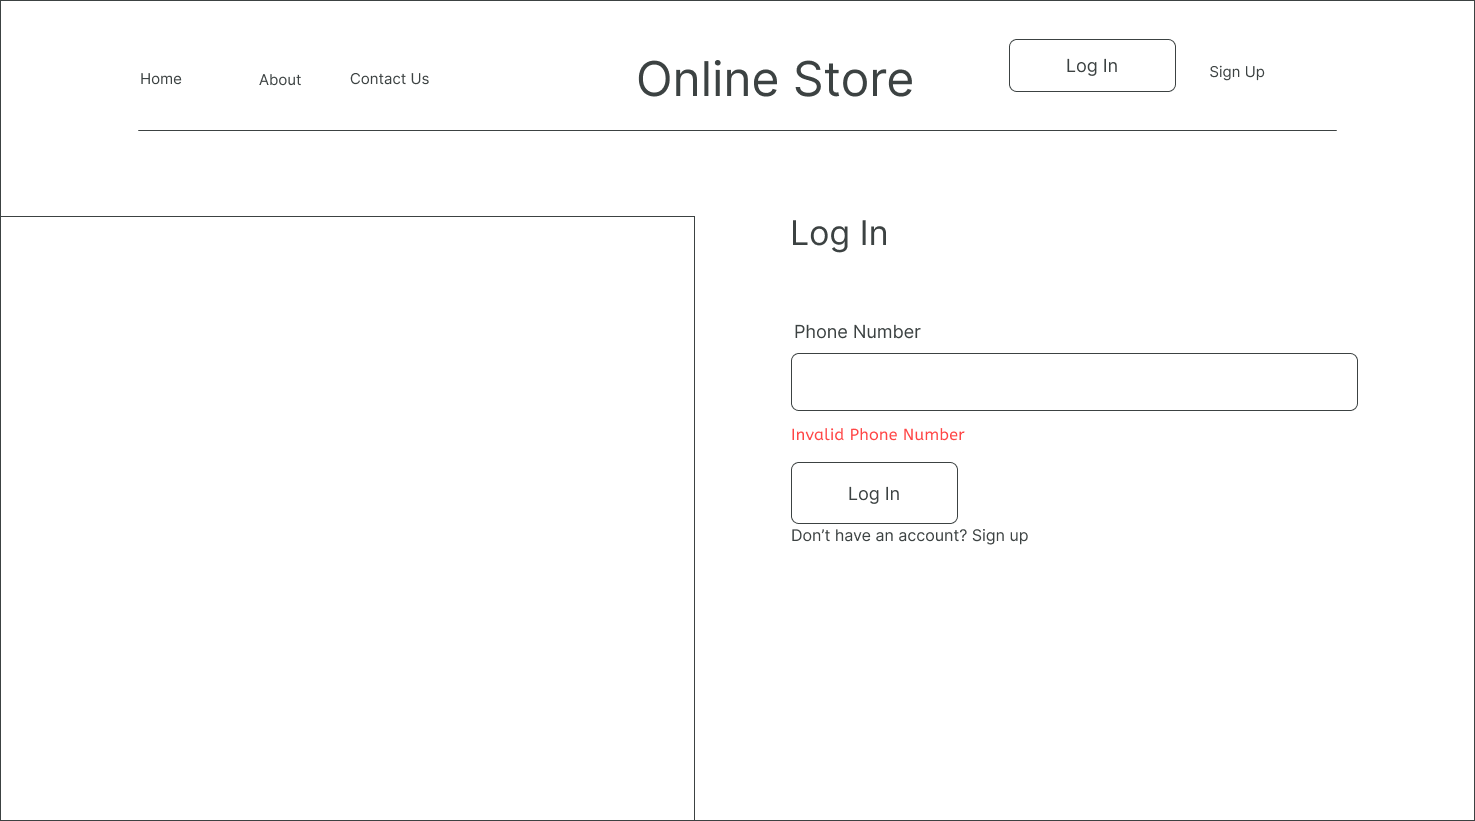 Home
About
Contact Us
Online Store
Log In
Sign Up
Log In
Phone Number
Invalid Phone Number
Log In
Don’t have an account? Sign up